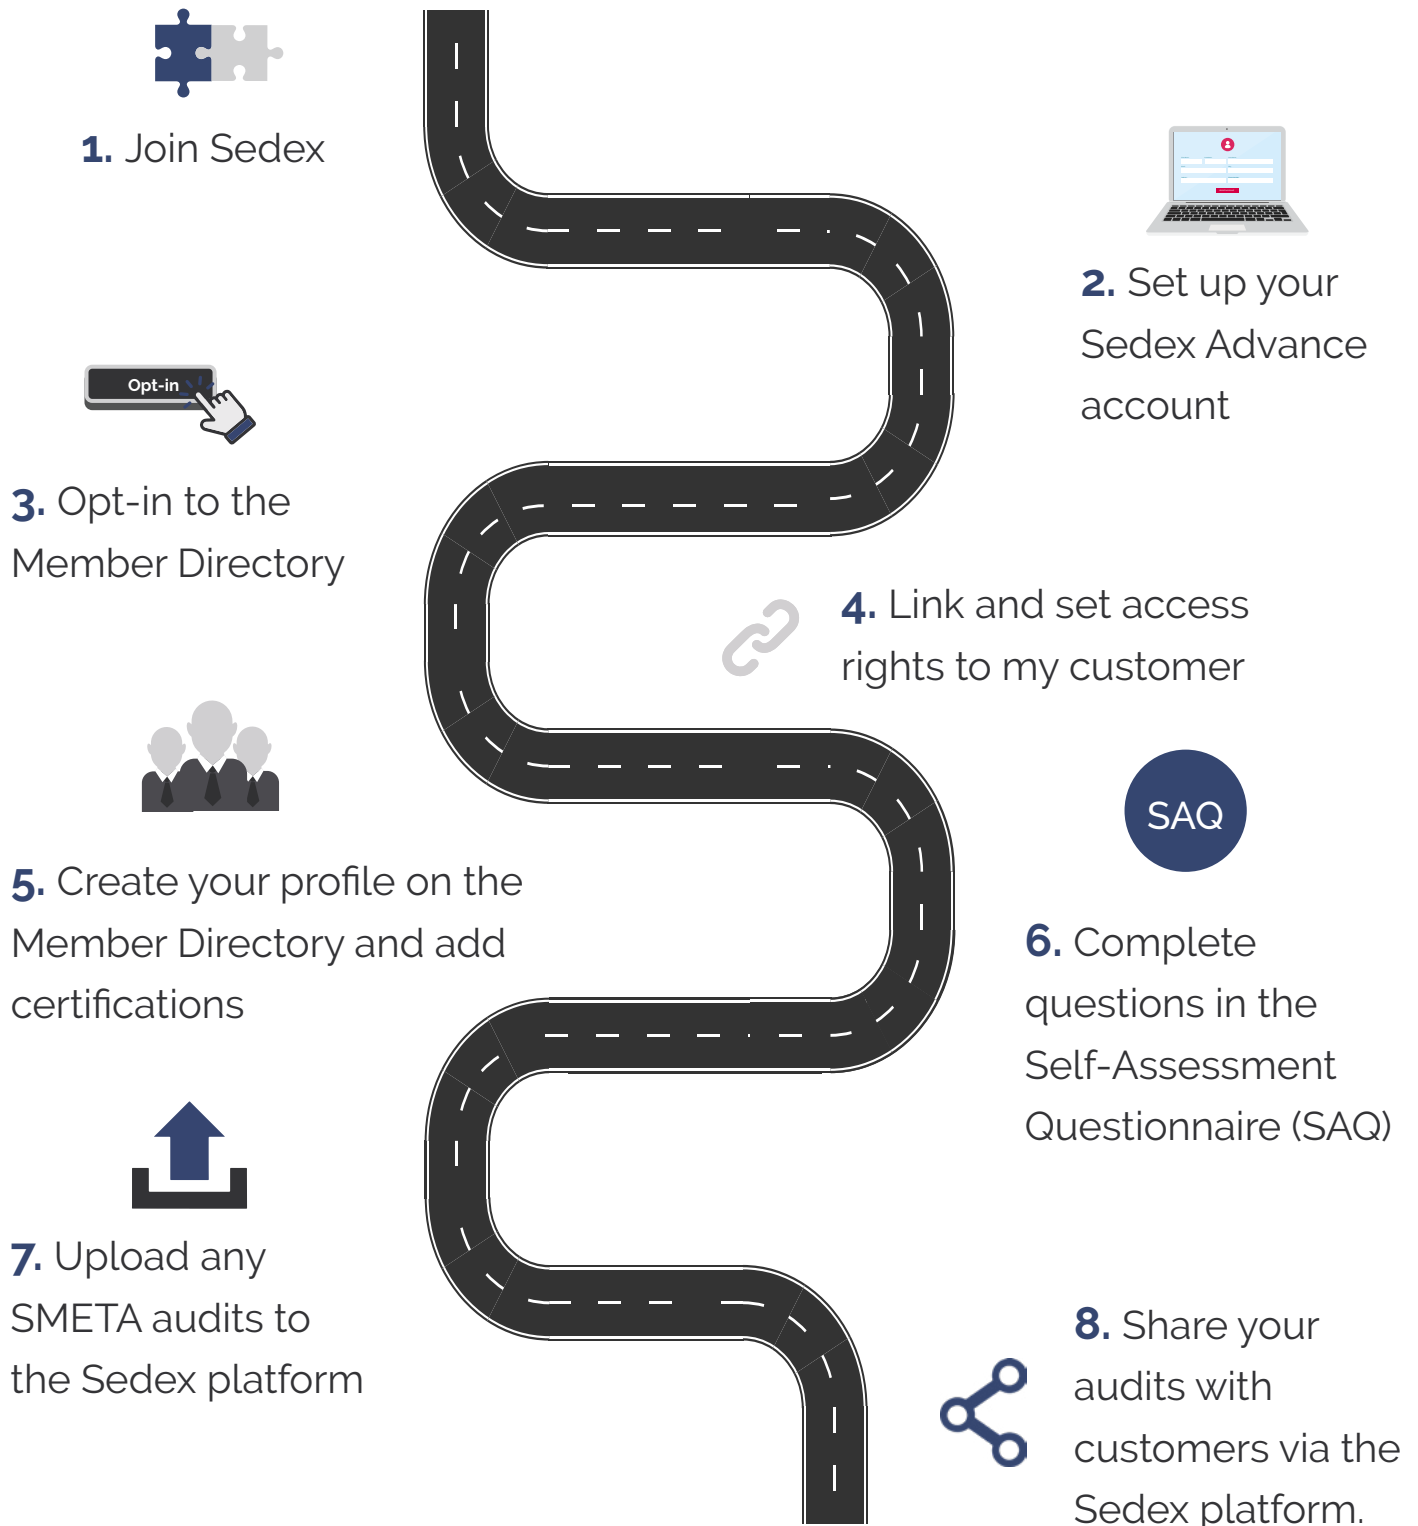 1. Join Sedex
2. Set up your
Sedex Advance
account
Opt-in
3. Opt-in to the
Member Directory
4. Link and set access
rights to my customer
5. Create your profile on the
Member Directory and add
certifications
SAQ
6. Complete
questions in the
Self-Assessment
Questionnaire (SAQ)
7. Upload any
SMETA audits to
the Sedex platform
8. Share your
audits with
customers via the
Sedex platform.